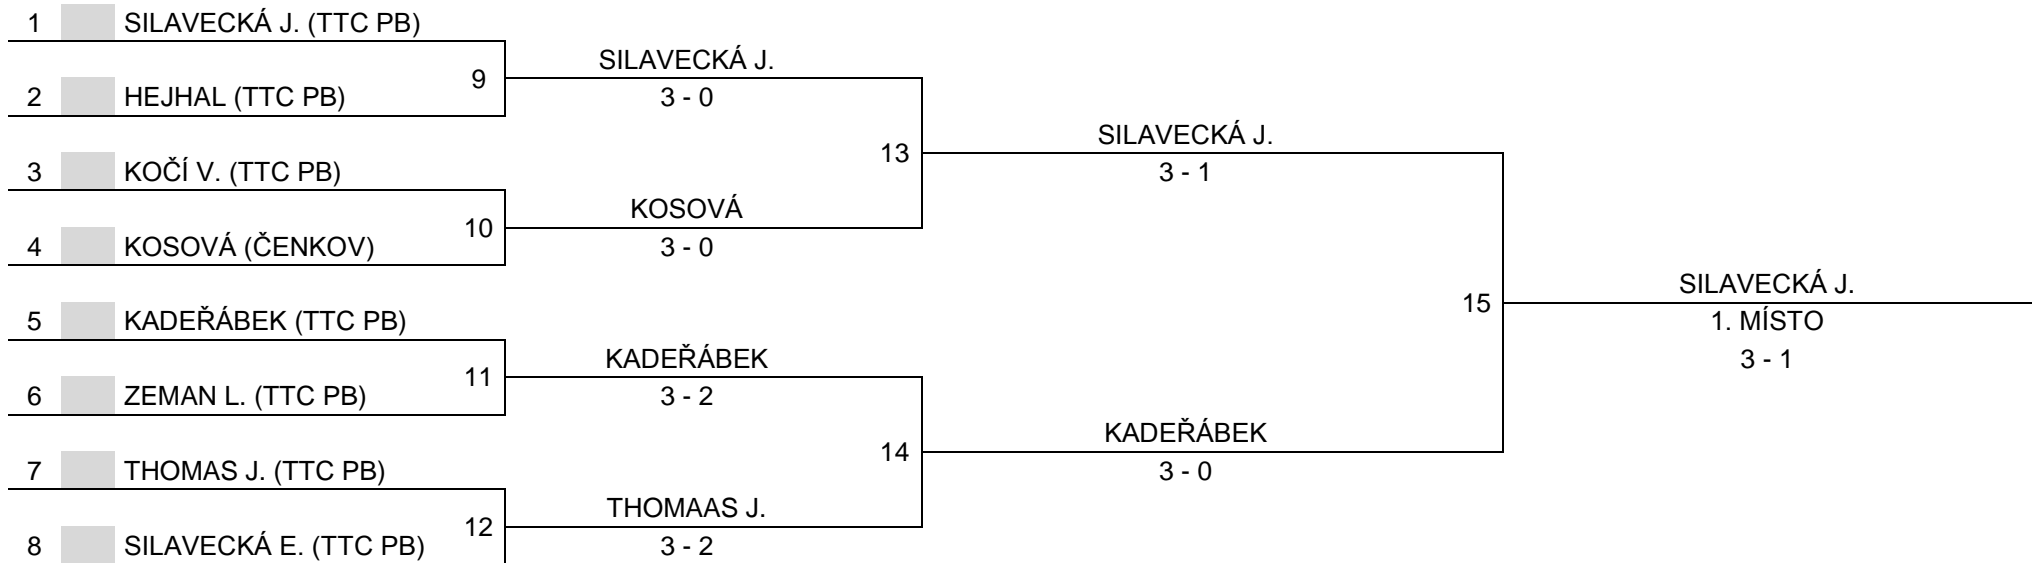 1 SILAVECKÁ J. (TTC PB)
9 SILAVECKÁ J.
2 HEJHAL (TTC PB) 3 - 0
13 SILAVECKÁ J.
3 KOČÍ V. (TTC PB) 3 - 1
10 KOSOVÁ
4 KOSOVÁ (ČENKOV) 3 - 0
15 SILAVECKÁ J.
5 KADEŘÁBEK (TTC PB) 1. MÍSTO
11 KADEŘÁBEK 3 - 1
6 ZEMAN L. (TTC PB) 3 - 2
14 KADEŘÁBEK
7 THOMAS J. (TTC PB) 3 - 0
12 THOMAAS J.
8 SILAVECKÁ E. (TTC PB) 3 - 2